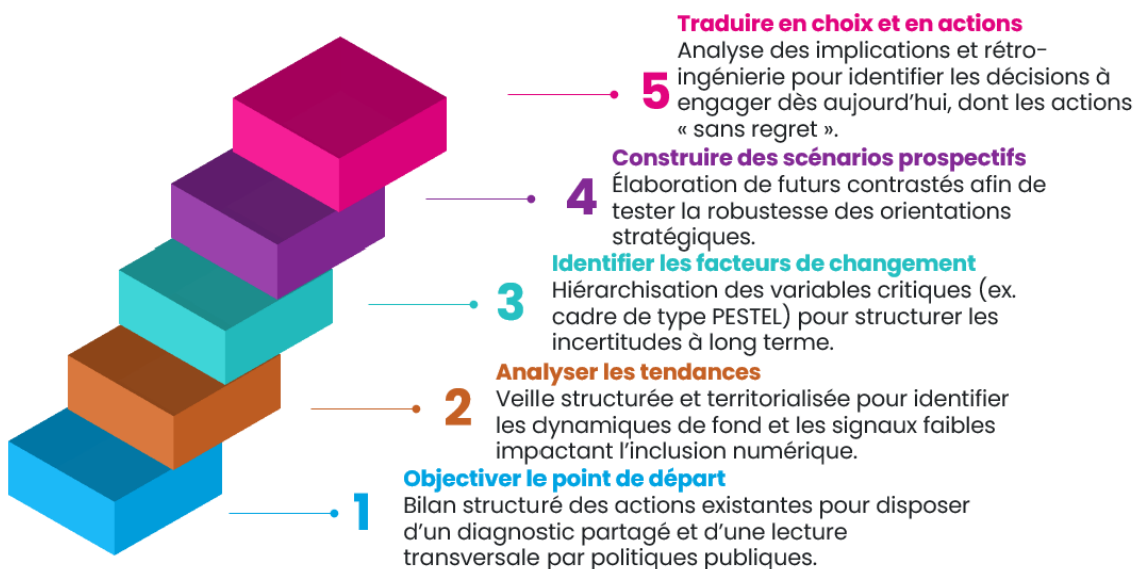 Traduire en choix et en actions
Analyse des implications et rétro-
ingénierie pour identifier les décisions à
5
engager dès aujourd’hui, dont les actions
« sans regret ».
Construire des scénarios prospectifs
Élaboration de futurs contrastés afin de
4
tester la robustesse des orientations
stratégiques.
Identifier les facteurs de changement
Hiérarchisation des variables critiques (ex.
3
cadre de type PESTEL) pour structurer les
incertitudes à long terme.
Analyser les tendances
Veille structurée et territorialisée pour identifier
2
les dynamiques de fond et les signaux faibles
impactant l’inclusion numérique.
Objectiver le point de départ
Bilan structuré des actions existantes pour disposer
1
d’un diagnostic partagé et d’une lecture
transversale par politiques publiques.